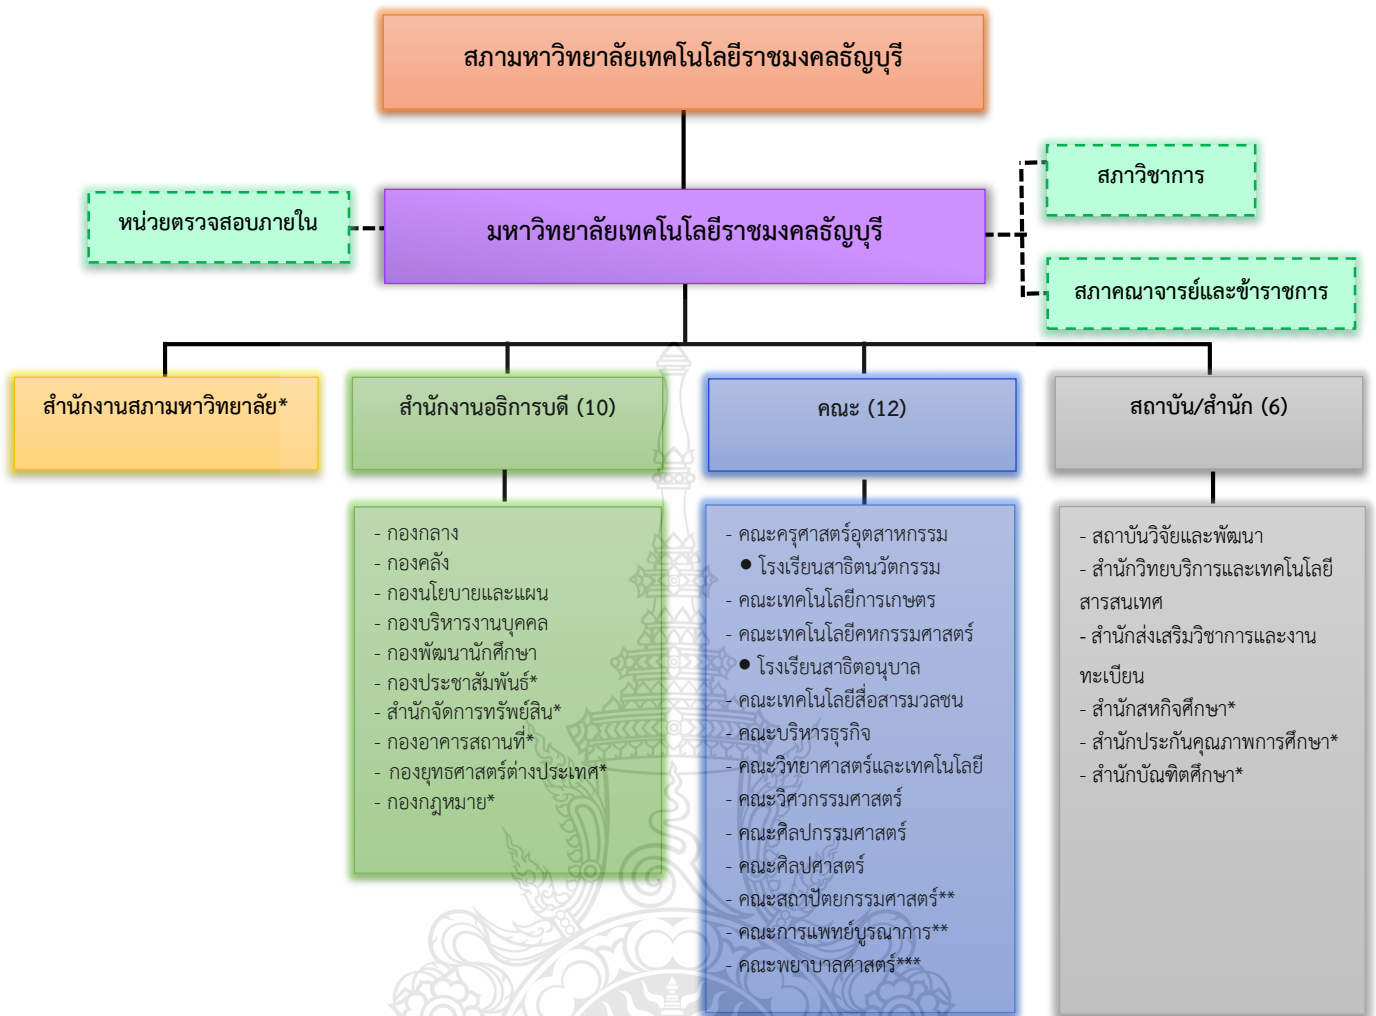 สภามหาวิทยาลัยเทคโนโลยีราชมงคลธัญบุรี
สภาวิชาการ
หน่วยตรวจสอบภายใน
มหาวิทยาลัยเทคโนโลยีราชมงคลธัญบุรี
สภาคณาจารย์และข้าราชการ
สำนักงานสภามหาวิทยาลัย*
สำนักงานอธิการบดี (10)
คณะ (12)
สถาบัน/สำนัก (6)
- กองกลาง
- กองคลัง
- กองนโยบายและแผน
- กองบริหารงานบุคคล
- กองพัฒนานักศึกษา
- กองประชาสัมพันธ์*
- สำนักจัดการทรัพย์สิน*
- กองอาคารสถานที่*
- กองยุทธศาสตร์ต่างประเทศ*
- กองกฎหมาย*
- คณะครุศาสตร์อุตสาหกรรม
● โรงเรียนสาธิตนวัตกรรม
- คณะเทคโนโลยีการเกษตร
- คณะเทคโนโลยีคหกรรมศาสตร์
● โรงเรียนสาธิตอนุบาล
- คณะเทคโนโลยีสื่อสารมวลชน
- คณะบริหารธุรกิจ
- คณะวิทยาศาสตร์และเทคโนโลยี
- คณะวิศวกรรมศาสตร์
- คณะศิลปกรรมศาสตร์
- คณะศิลปศาสตร์
- คณะสถาปัตยกรรมศาสตร์**
- คณะการแพทย์บูรณาการ**
- คณะพยาบาลศาสตร์***
- สถาบันวิจัยและพัฒนา
- สำนักวิทยบริการและเทคโนโลยี
สารสนเทศ
- สำนักส่งเสริมวิชาการและงาน
ทะเบียน
- สำนักสหกิจศึกษา*
- สำนักประกันคุณภาพการศึกษา*
- สำนักบัณฑิตศึกษา*